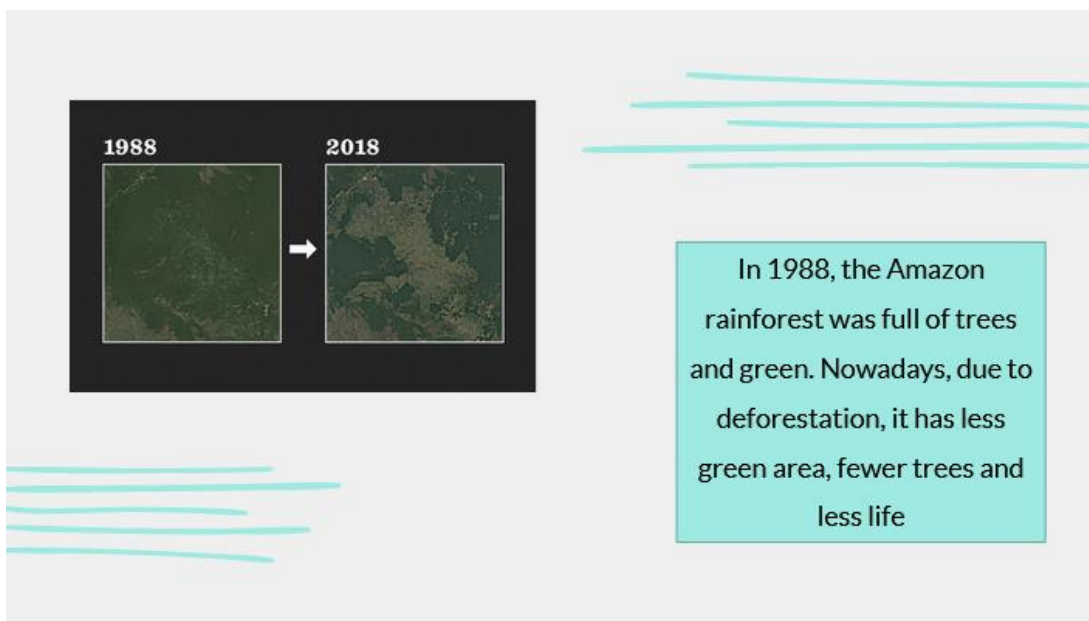 1988
2018
In 1988, the Amazon
rainforest was full of trees
and green. Nowadays, due to
deforestation, it has less
green area, fewer trees and
less life